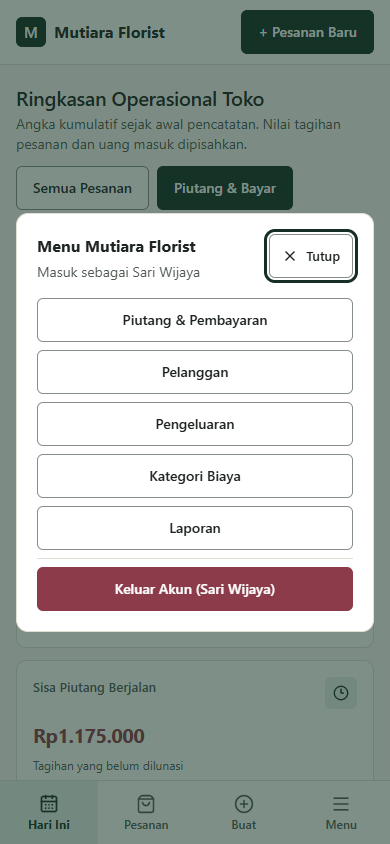 M Mutiara Florist
+ Pesanan Baru
Ringkasan Operasional Toko
Angka kumulatif sejak awal pencatatan. Nilai tagihan
pesanan dan uang masuk dipisahkan.
Semua Pesanan
Piutang & Bayar
Menu Mutiara Florist
Masuk sebagai Sari Wijaya
Tutup
Piutang & Pembayaran
Pelanggan
Pengeluaran
Kategori Biaya
Laporan
Keluar Akun (Sari Wijaya)
Sisa Piutang Berjalan
Rp1.175.000
Tagihan yang belum dilunasi
Hari Ini
Pesanan
Buat
Menu